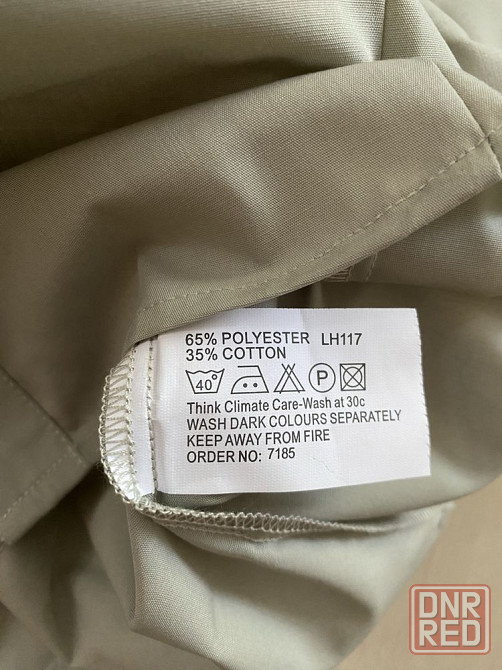 65% POLYESTER LH117
35% COTTON
40° P
Think Climate Care-Wash at 30c
WASH DARK COLOURS SEPARATELY
KEEP AWAY FROM FIRE
ORDER NO: 7185
DNR
RED